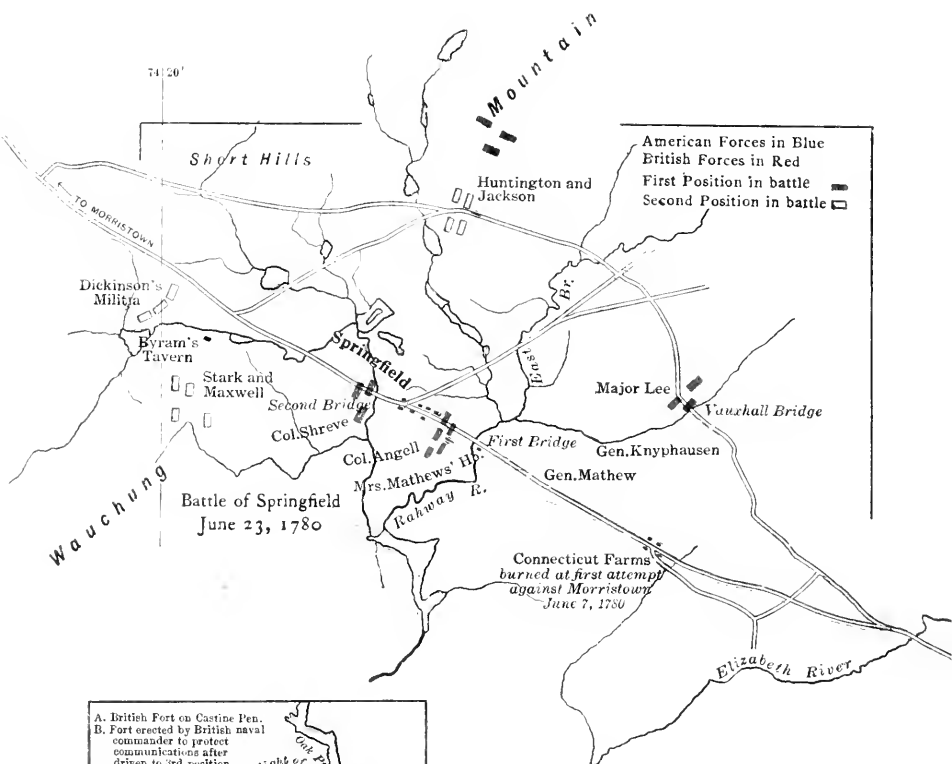 Mountain
74 20'
Short Hills
American Forces in Blue
British Forces in Red
First Position in battle
Second Position in battle
Huntington and
Jackson
TO MORRISTOWN
Dickinson's
Militia
East Br.
Byram's
Tavern
Springfield
Stark and
Maxwell
Second Bridge
Col.Shreve
Major Lee
Vauxhall Bridge
Col.Angell
First Bridge
Gen.Knyphausen
Mrs.Mathews' Ho.
Gen.Mathew
Wauchung
Battle of Springfield
June 23, 1780
Rahway R.
Connecticut Farms
burned at first attempt
against Morristown
June 7, 1780
Elizabeth River
A. British Fort on Castine Pen.
B. Fort erected by British naval
commander to protect
communications after
driven to 3rd position
Oak